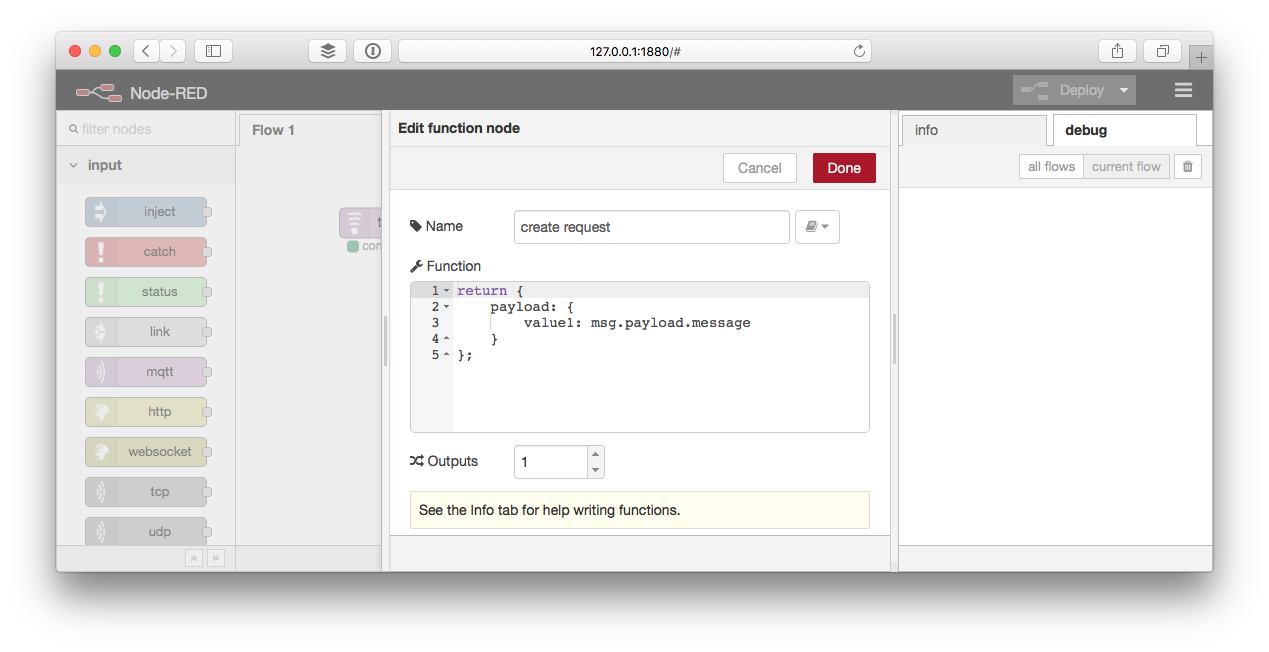 127.0.0.1:1880/#
Node-RED
Deploy
filter nodes
input
inject
catch
status
link
mqtt
http
websocket
tcp
udp
Flow 1
t
con
Edit function node
Cancel
Done
Name
create request
Function
1 return {
2 payload: {
3 value1: msg.payload.message
4 }
5 };
Outputs
1
See the Info tab for help writing functions.
info
debug
all flows
current flow